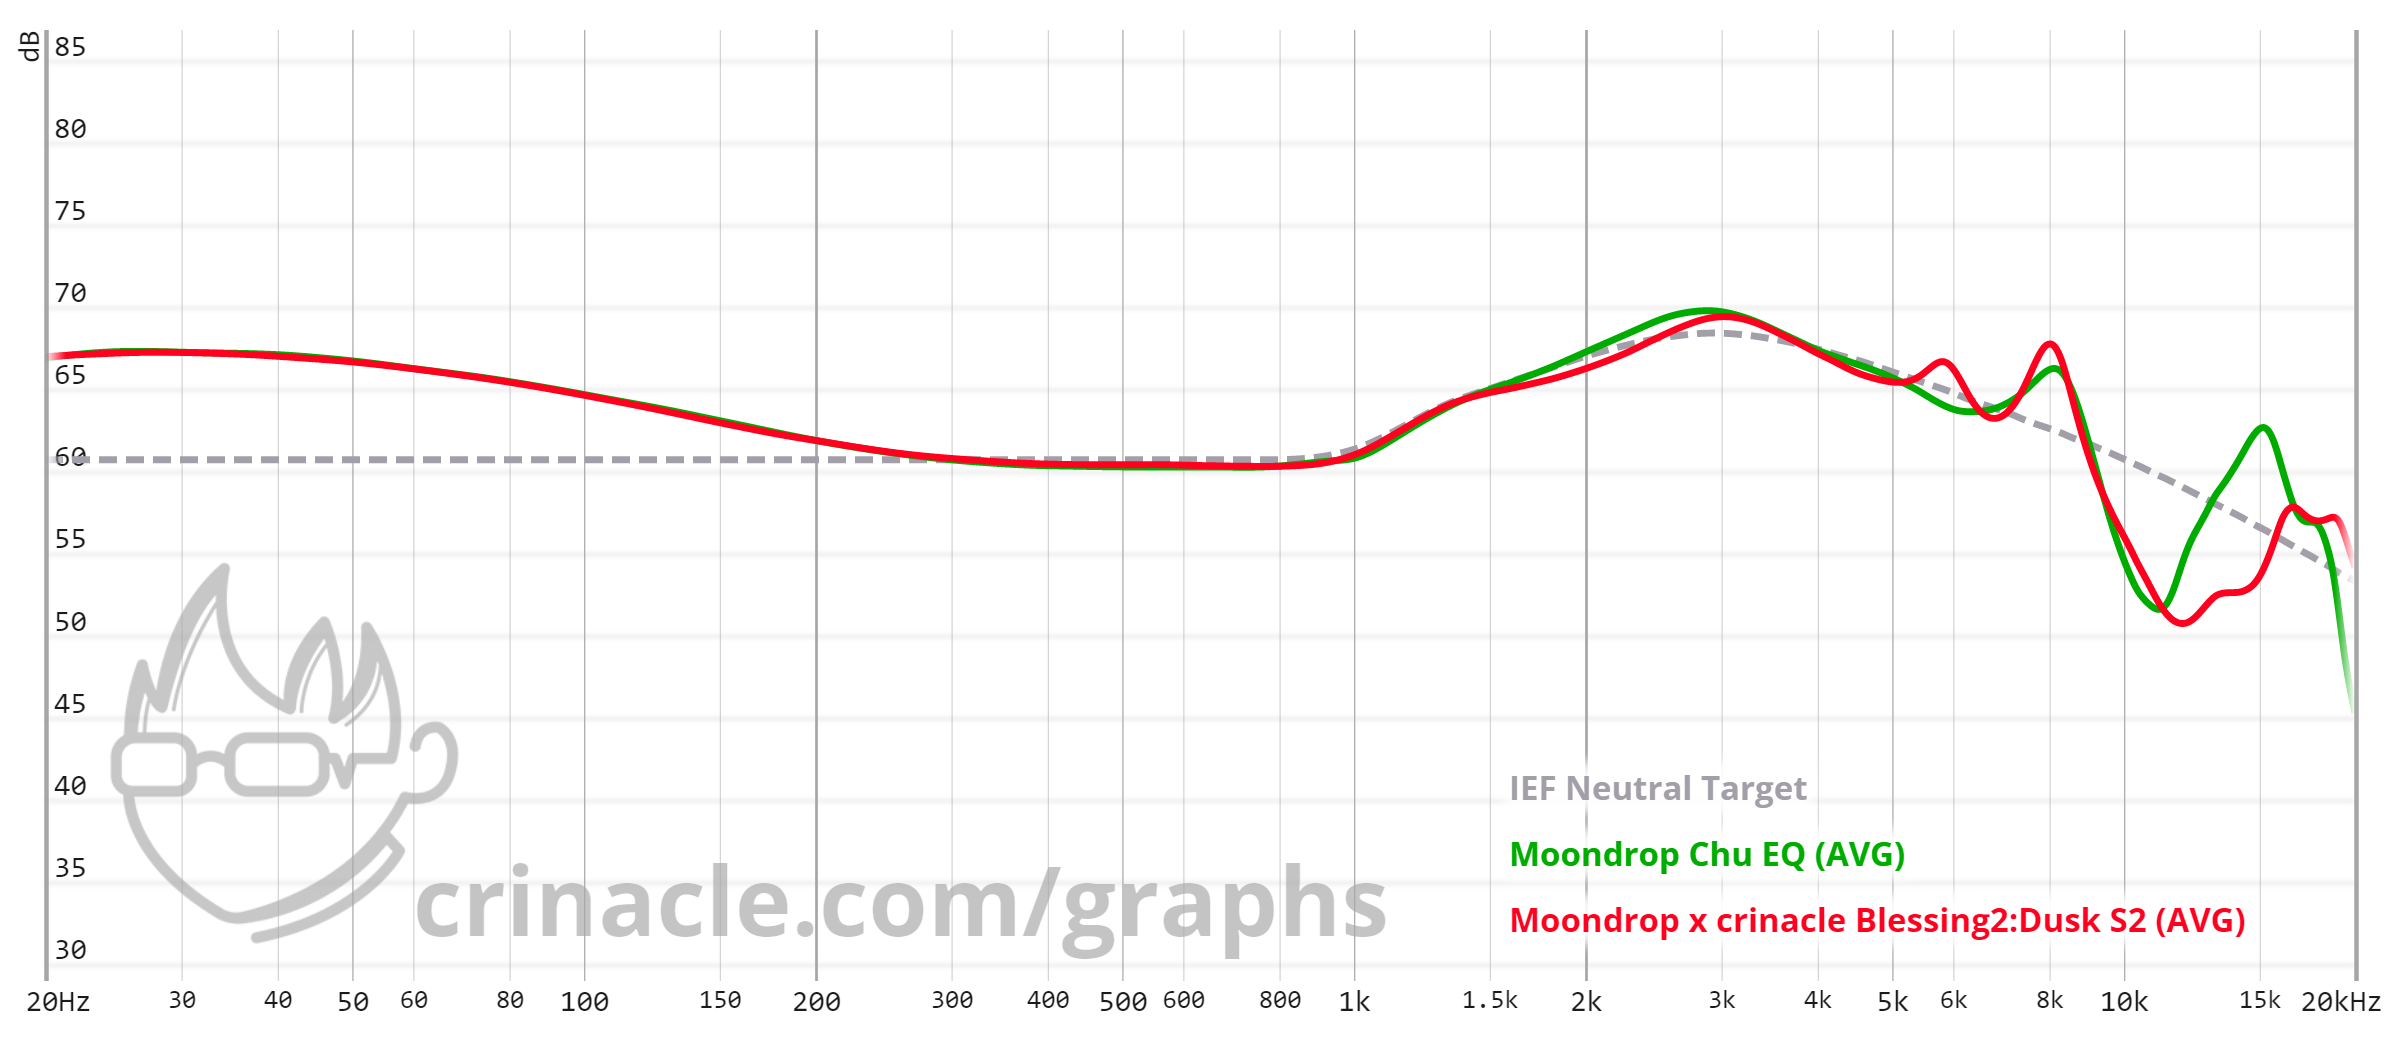 dB
85
80
75
70
65
60
55
50
45
40
35
30
IEF Neutral Target
Moondrop Chu EQ (AVG)
Moondrop x crinacle Blessing2:Dusk S2 (AVG)
crinacle.com/graphs
20Hz 30 40 50 60 80 100 150 200 300 400 500 600 800 1k 1.5k 2k 3k 4k 5k 6k 8k 10k 15k 20kHz